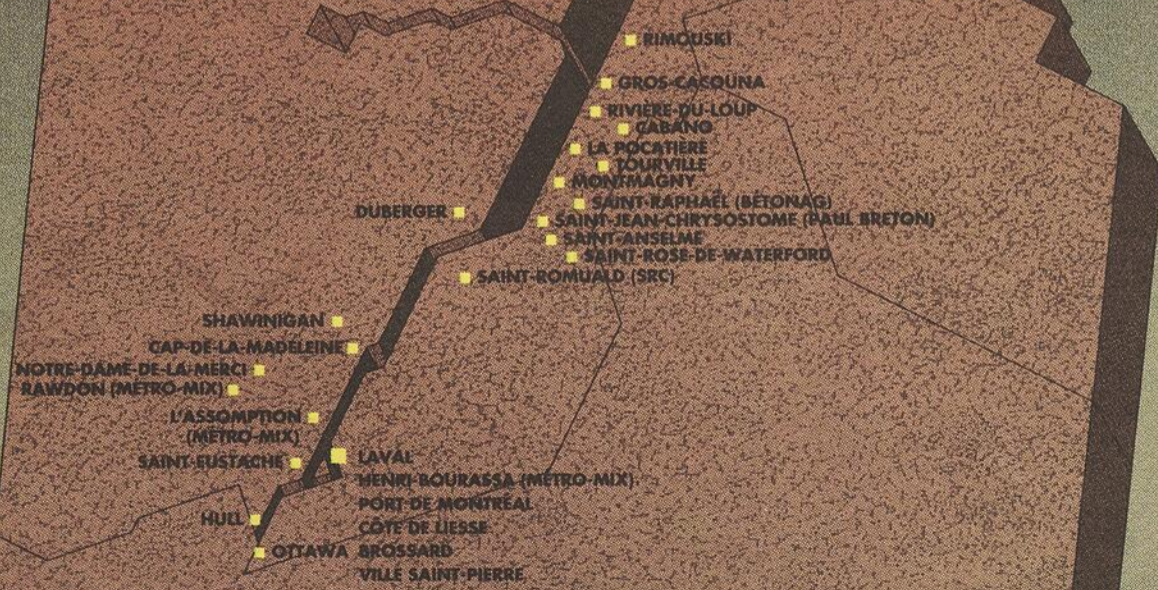 RIMOUSKI
GROS-CACOUNA
RIVIÈRE-DU-LOUP
CABANO
LA POCATIÈRE
TOURVILLE
MONTMAGNY
SAINT-RAPHAËL (BÉTONAG)
DUBERGER
SAINT-JEAN-CHRYSOSTOME (PAUL BRETON)
SAINT-ANSELME
SAINT-ROSE-DE-WATERFORD
SAINT-ROMUALD (SRC)
SHAWINIGAN
CAP-DE-LA-MADELEINE
NOTRE-DAME-DE-LA-MERCI
RAWDON (MÉTRO-MIX)
L'ASSOMPTION
(MÉTRO-MIX)
SAINT-EUSTACHE
LAVAL
HENRI-BOURASSA (MÉTRO-MIX)
PORT DE MONTRÉAL
CÔTE DE LIESSE
HULL
OTTAWA BROSSARD
VILLE SAINT-PIERRE